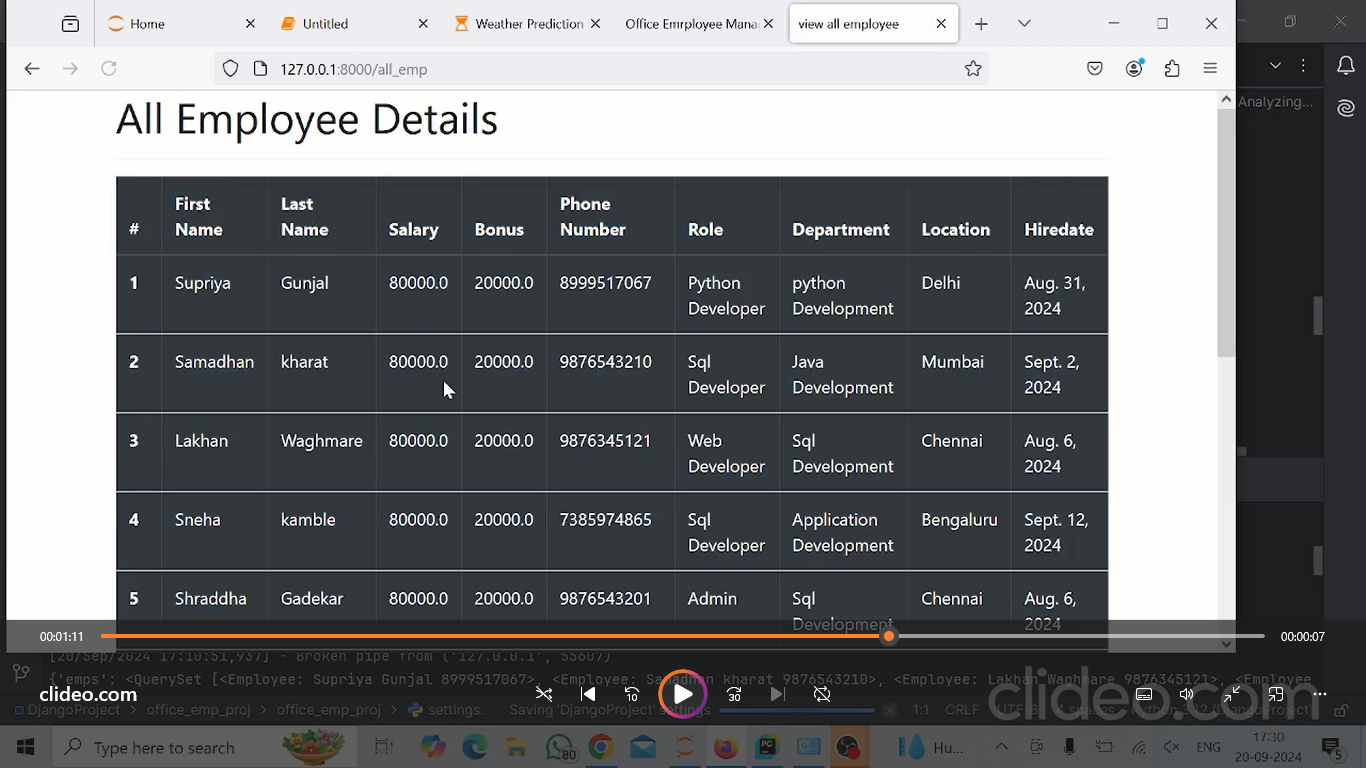 Home
Untitled
Weather Prediction
Office Emrployee Mana
view all employee
127.0.0.1:8000/all_emp
Analyzing...
All Employee Details
# First Name Last Name Salary Bonus Phone Number Role Department Location Hiredate
1 Supriya Gunjal 80000.0 20000.0 8999517067 Python Developer python Development Delhi Aug. 31, 2024
2 Samadhan kharat 80000.0 20000.0 9876543210 Sql Developer Java Development Mumbai Sept. 2, 2024
3 Lakhan Waghmare 80000.0 20000.0 9876345121 Web Developer Sql Development Chennai Aug. 6, 2024
4 Sneha kamble 80000.0 20000.0 7385974865 Sql Developer Application Development Bengaluru Sept. 12, 2024
5 Shraddha Gadekar 80000.0 20000.0 9876543201 Admin Sql Development Chennai Aug. 6, 2024
00:01:11
00:00:07
[20/Sep/2024 17:10:51,937] - Broken pipe from ('127.0.0.1', 55607)
{'emps': <QuerySet [<Employee: Supriya Gunjal 8999517067>, <Employee: Samadhan kharat 9876543210>, <Employee: Lakhan Waghmare 9876345121>, <Employee
clideo.com
10
30
clideo.com
DjangoProject > office_emp_proj > office_emp_proj > settings.
Saving 'DjangoProject' settings
1:1 CRLF
Type here to search
80
Hu...
ENG
17:30
20-09-2024
5